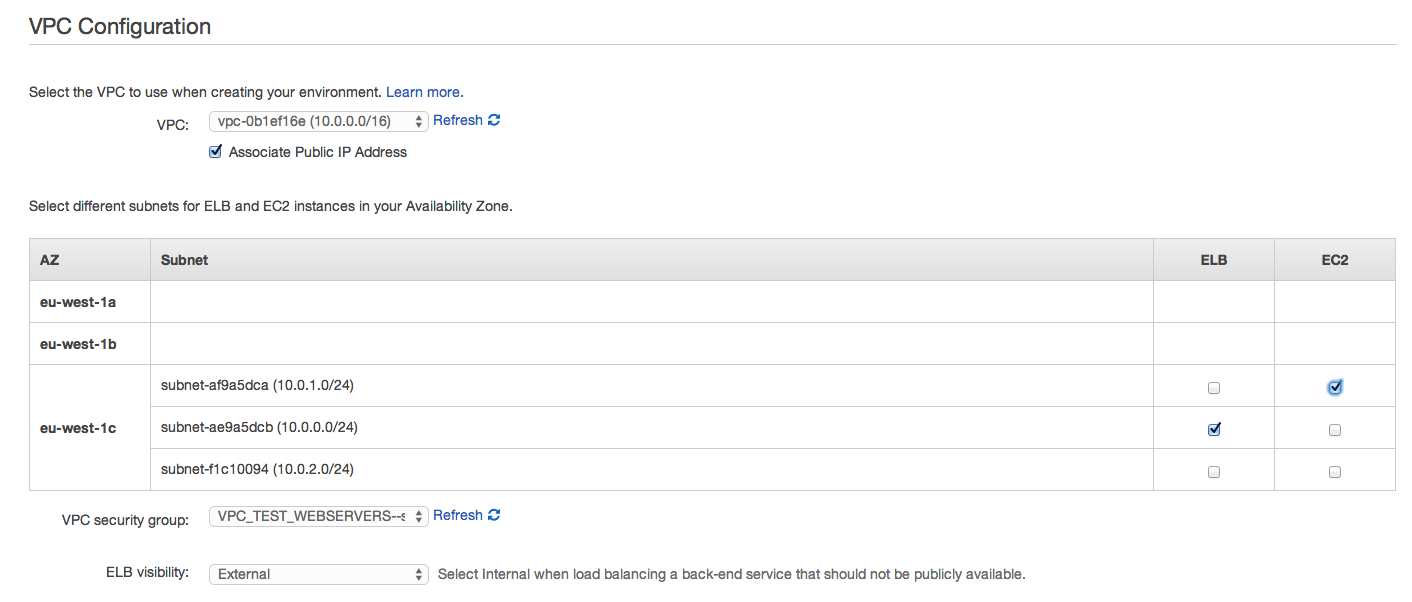 VPC Configuration
Select the VPC to use when creating your environment. Learn more.
VPC: vpc-0b1ef16e (10.0.0.0/16) Refresh
Associate Public IP Address
Select different subnets for ELB and EC2 instances in your Availability Zone.
AZ Subnet ELB EC2
eu-west-1a
eu-west-1b
subnet-af9a5dca (10.0.1.0/24)
eu-west-1c subnet-ae9a5dcb (10.0.0.0/24)
subnet-f1c10094 (10.0.2.0/24)
VPC security group: VPC_TEST_WEBSERVERS--s Refresh
ELB visibility: External Select Internal when load balancing a back-end service that should not be publicly available.